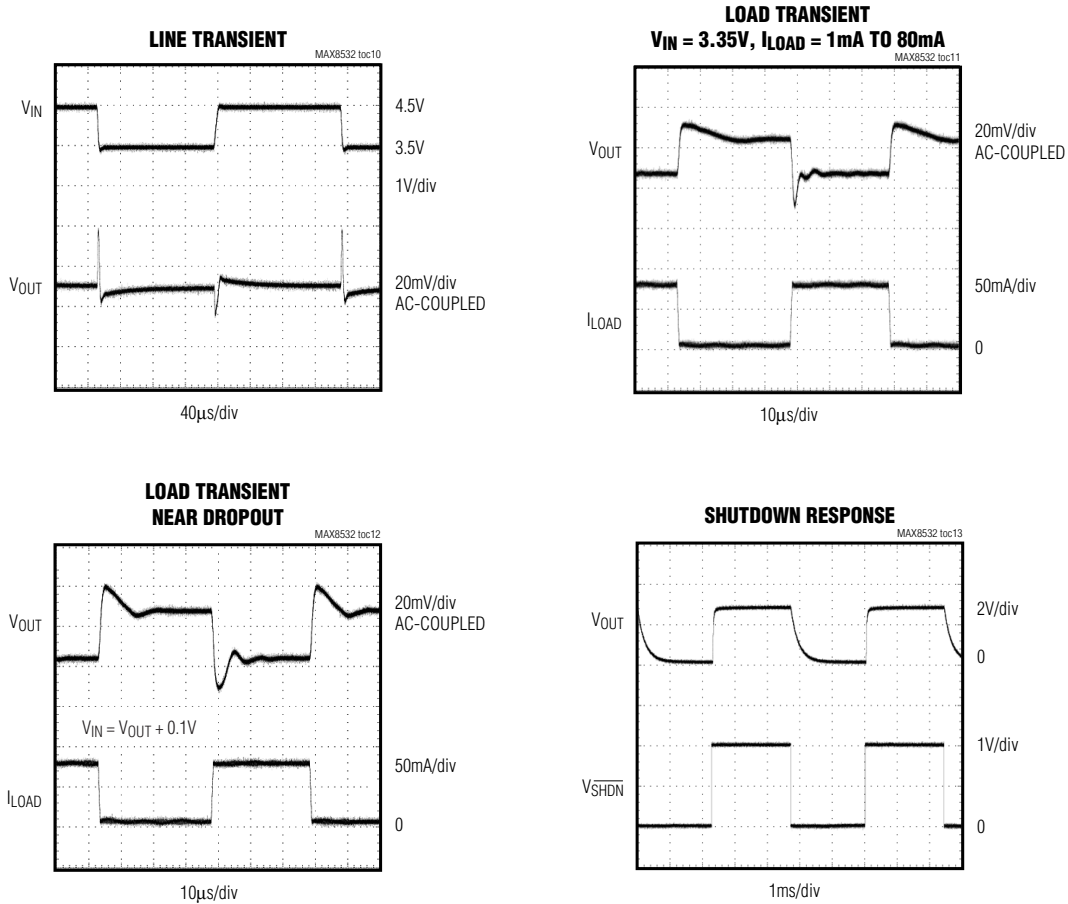 LINE TRANSIENT
MAX8532 toc10
VIN
4.5V
3.5V
1V/div
VOUT
20mV/div
AC-COUPLED
40μs/div
LOAD TRANSIENT
VIN = 3.35V, ILOAD = 1mA TO 80mA
MAX8532 toc11
VOUT
20mV/div
AC-COUPLED
50mA/div
ILOAD
0
10μs/div
LOAD TRANSIENT
NEAR DROPOUT
MAX8532 toc12
VOUT
20mV/div
AC-COUPLED
VIN = VOUT + 0.1V
50mA/div
ILOAD
0
10μs/div
SHUTDOWN RESPONSE
MAX8532 toc13
VOUT
2V/div
0
1V/div
VSHDN
0
1ms/div